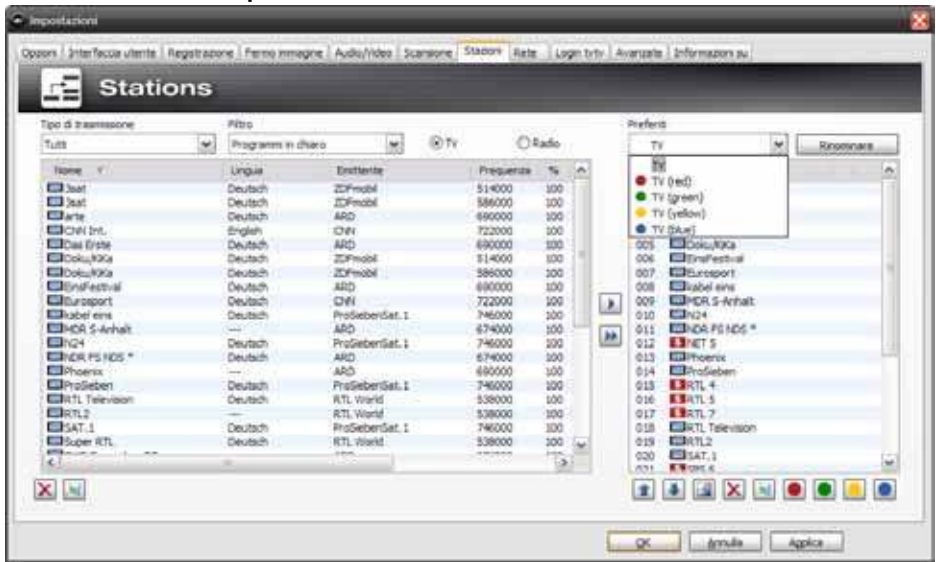 Impostazioni
Opzioni Interfaccia utente Registrazione Fermo immagine Audio/Video Scansione Stazioni Rete Login tvtv Avanzate Informazioni su
Stations
Tipo di trasmissione Filtro Preferiti
Tutti Programmi in chiaro TV Radio TV Rinominare
Nome Lingua Emittente Frequenza %
3sat Deutsch ZDFmobil 514000 100
3sat Deutsch ZDFmobil 586000 100
arte Deutsch ARD 690000 100
CNN Int. English CNN 722000 100
Das Erste Deutsch ARD 690000 100
Doku/KiKa Deutsch ZDFmobil 514000 100
Doku/KiKa Deutsch ZDFmobil 586000 100
EinsFestival Deutsch ARD 690000 100
Eurosport Deutsch CNN 722000 100
kabel eins Deutsch ProSiebenSat.1 746000 100
MDR S-Anhalt --- ARD 674000 100
N24 Deutsch ProSiebenSat.1 746000 100
NDR FS NDS * Deutsch ARD 674000 100
Phoenix --- ARD 690000 100
ProSieben Deutsch ProSiebenSat.1 746000 100
RTL Television Deutsch RTL World 538000 100
RTL2 --- RTL World 538000 100
SAT.1 Deutsch ProSiebenSat.1 746000 100
Super RTL Deutsch RTL World 538000 100
TV
TV (red)
TV (green)
TV (yellow)
TV (blue)
005 Doku/KiKa
006 EinsFestival
007 Eurosport
008 kabel eins
009 MDR S-Anhalt
010 N24
011 NDR FS NDS *
012 NET 5
013 Phoenix
014 ProSieben
015 RTL 4
016 RTL 5
017 RTL 7
018 RTL Television
019 RTL2
020 SAT.1
021 SBS 6
OK Annulla Applica